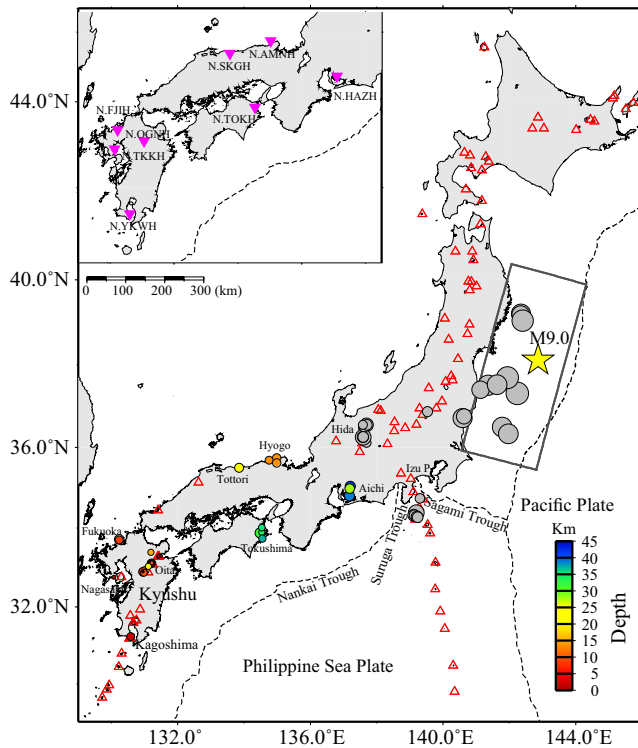 N.AMNH
N.SKGH
N.HAZH
N.FJIH
N.TOKH
N.OGNH
N.TKKH
N.YKWH
44.0°N
40.0°N
36.0°N
32.0°N
0 100 200 300
(km)
M9.0
Hida
Hyogo
Tottori
Aichi
Izu P.
Fukuoka
Tokushima
Oita
Nagasaki
Kyushu
Kagoshima
Suruga Trough
Sagami Trough
Nankai Trough
Pacific Plate
Philippine Sea Plate
Km
45
40
35
30
25
20
15
10
5
0
Depth
132.0°E
136.0°E
140.0°E
144.0°E